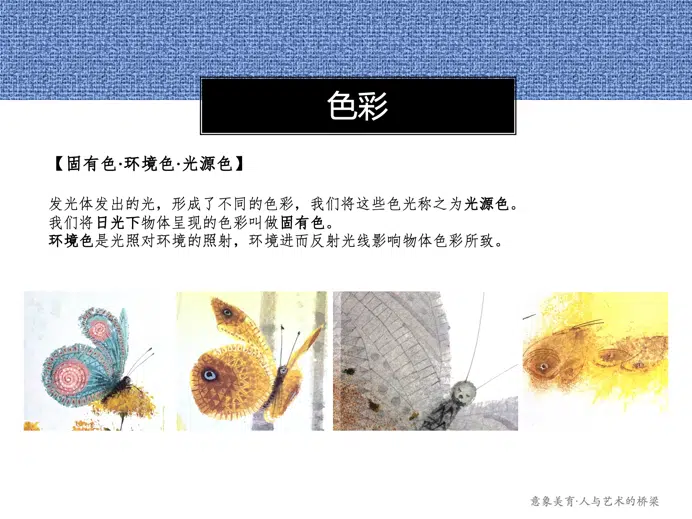 色彩
【固有色·环境色·光源色】
发光体发出的光，形成了不同的色彩，我们将这些色光称之为光源色。
我们将日光下物体呈现的色彩叫做固有色。
环境色是光照对环境的照射，环境进而反射光线影响物体色彩所致。
意象美育·人与艺术的桥梁